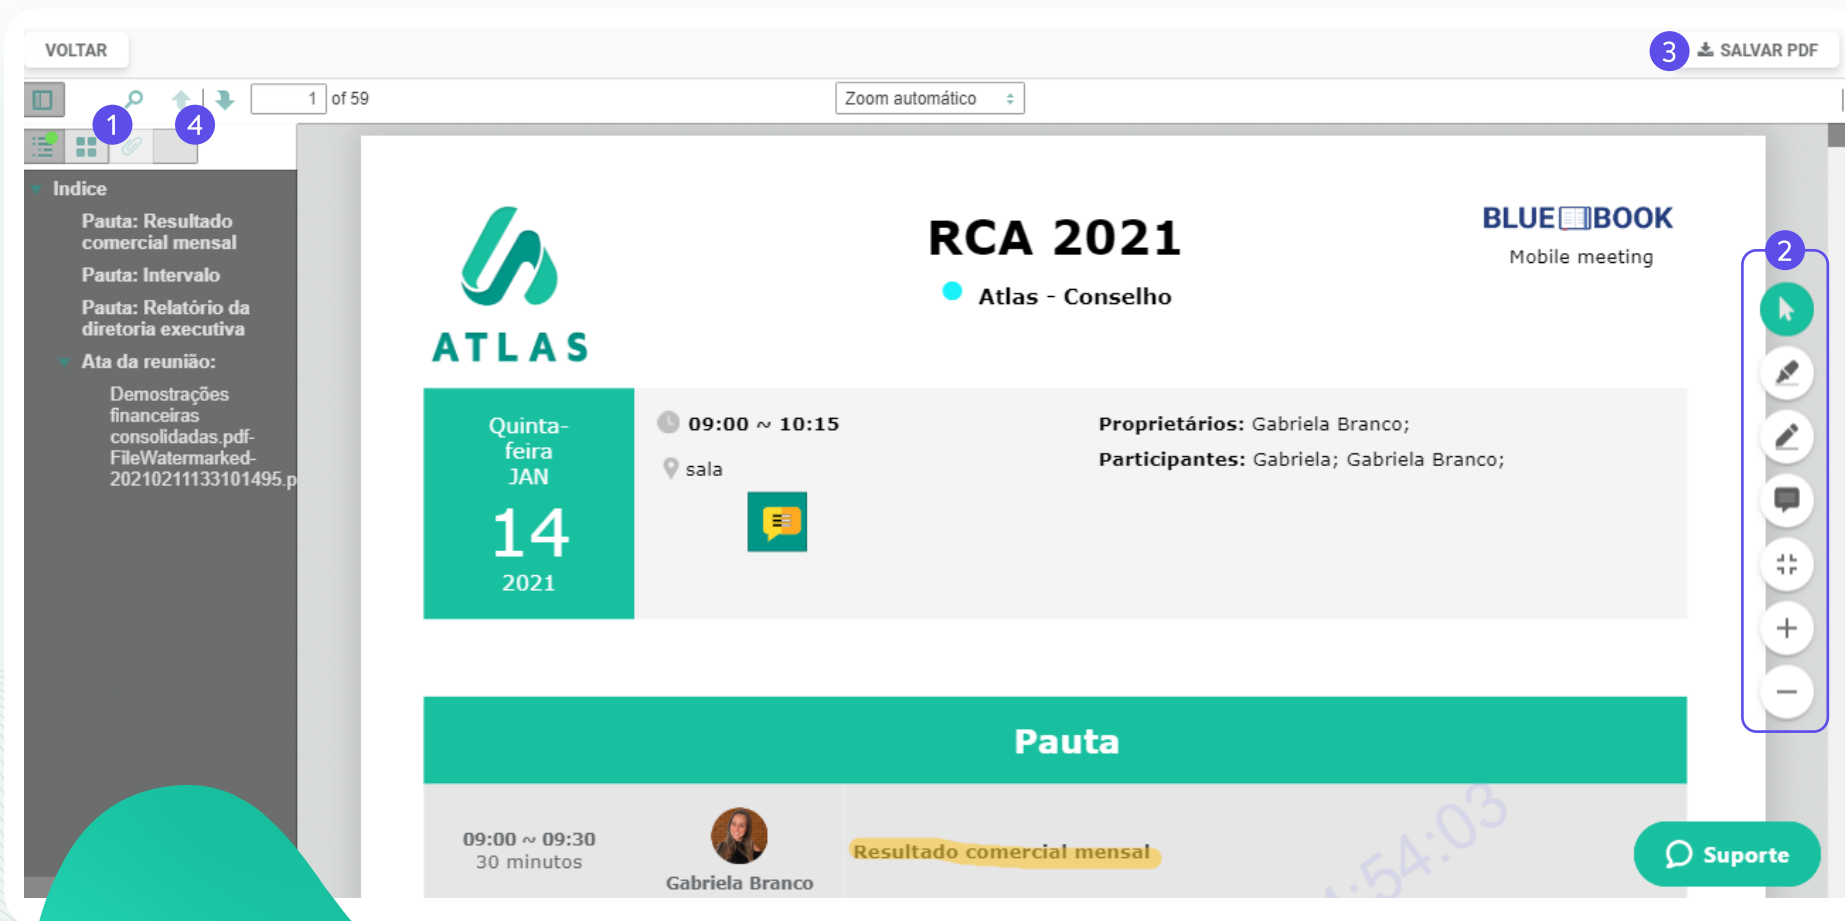 VOLTAR
3
SALVAR PDF
1 of 59
Zoom automático
1
4
Indice
Pauta: Resultado
comercial mensal
Pauta: Intervalo
Pauta: Relatório da
diretoria executiva
Ata da reunião:
Demostrações
financeiras
consolidadas.pdf-
FileWatermarked-
20210211133101495.p
ATLAS
RCA 2021
Atlas - Conselho
BLUE BOOK
Mobile meeting
2
Quinta-
feira
JAN
14
2021
09:00 ~ 10:15
sala
Proprietários: Gabriela Branco;
Participantes: Gabriela; Gabriela Branco;
Pauta
09:00 ~ 09:30
30 minutos
Gabriela Branco
Resultado comercial mensal
:54:03
Suporte